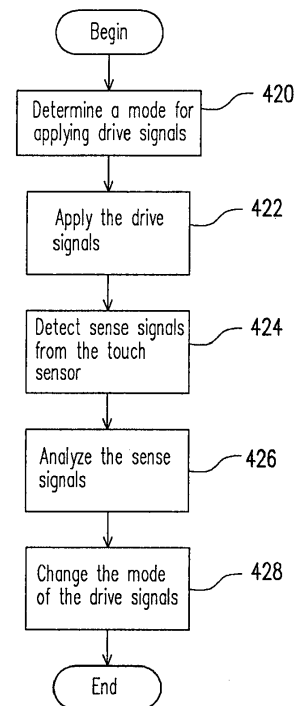 Begin
Determine a mode for
applying drive signals
420
Apply the drive
signals
422
Detect sense signals
from the touch
sensor
424
Analyze the sense
signals
426
Change the mode
of the drive signals
428
End